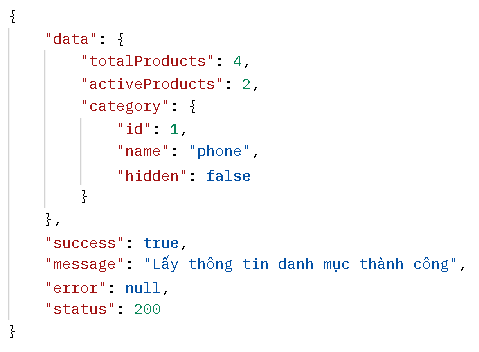 {
    "data": {
        "totalProducts": 4,
        "activeProducts": 2,
        "category": {
            "id": 1,
            "name": "phone",
            "hidden": false
        }
    },
    "success": true,
    "message": "Lấy thông tin danh mục thành công",
    "error": null,
    "status": 200
}